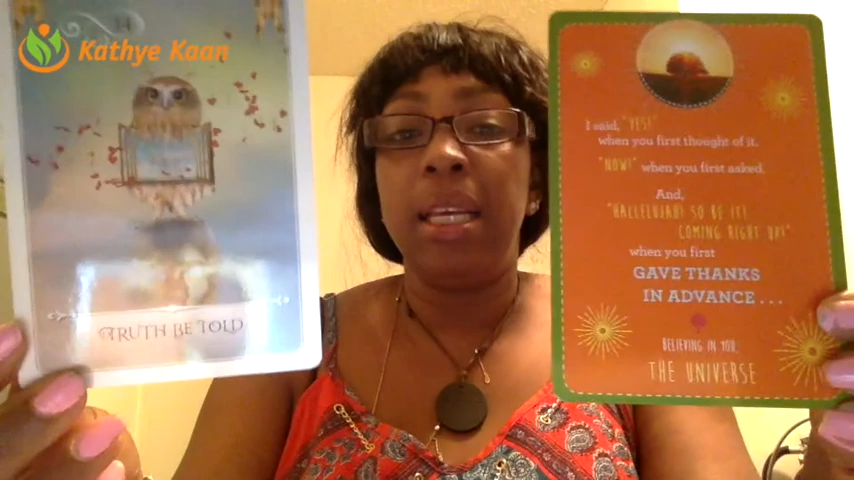 Kathye Kaan
14
TRUTH BE TOLD
I said, "YES!"
when you first thought of it.
"NOW!" when you first asked.
And,
"HALLELUJAH! SO BE IT!
COMING RIGHT UP!"
when you first
GAVE THANKS
IN ADVANCE...
BELIEVING IN YOU,
THE UNIVERSE